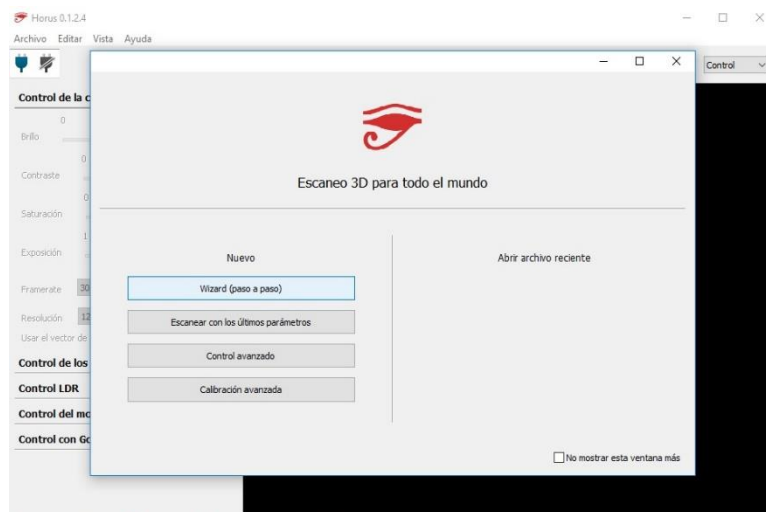 Horus 0.1.2.4
Archivo Editar Vista Ayuda
Control
Control de la c
0
Brillo
0
Contraste
0
Saturación
1
Exposición
Framerate 30
Resolución 12
Usar el vector de
Control de los
Control LDR
Control del mo
Control con Gc
Escaneo 3D para todo el mundo
Nuevo
Wizard (paso a paso)
Escanear con los últimos parámetros
Control avanzado
Calibración avanzada
Abrir archivo reciente
No mostrar esta ventana más